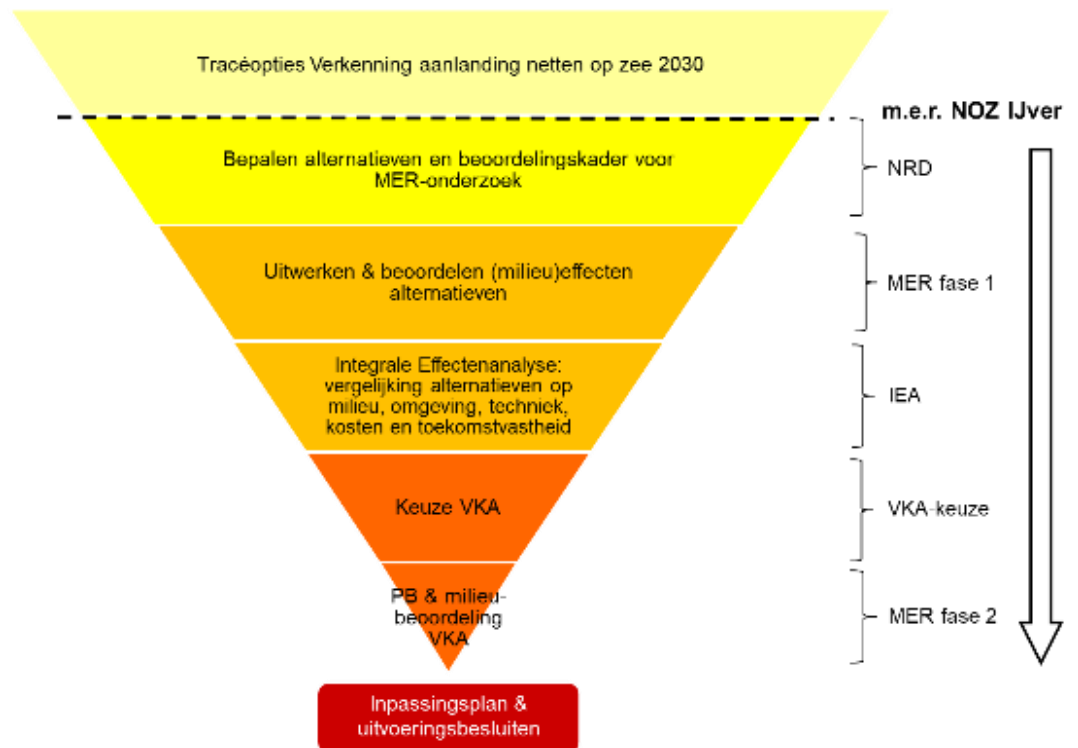 Tracéopties Verkenning aanlanding netten op zee 2030
m.e.r. NOZ IJver
Bepalen alternatieven en beoordelingskader voor
MER-onderzoek
NRD
Uitwerken & beoordelen (milieu)effecten
alternatieven
MER fase 1
Integrale Effectenanalyse:
vergelijking alternatieven op
milieu, omgeving, techniek,
kosten en toekomstvastheid
IEA
Keuze VKA
VKA-keuze
PB & milieu-
beoordeling
VKA
MER fase 2
Inpassingsplan &
uitvoeringsbesluiten